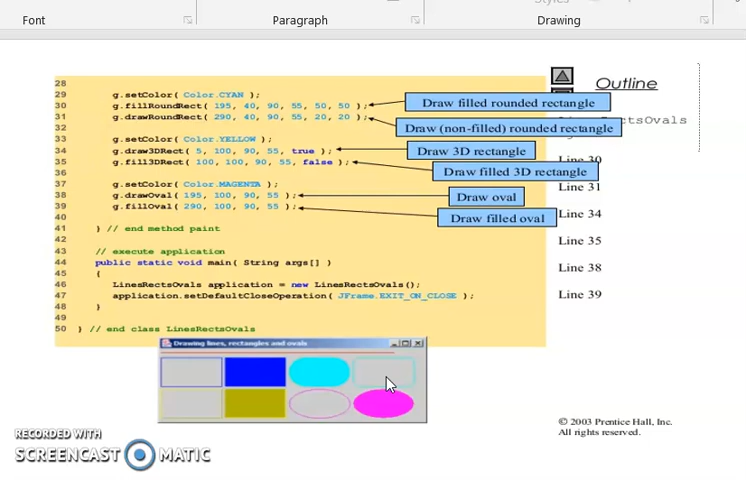 Font
Paragraph
Drawing
Outline
28
29 g.setColor( Color.CYAN );
30 g.fillRoundRect( 195, 40, 90, 55, 50, 50 );
Draw filled rounded rectangle
31 g.drawRoundRect( 290, 40, 90, 55, 20, 20 );
Draw (non-filled) rounded rectangle
32
33 g.setColor( Color.YELLOW );
34 g.draw3DRect( 5, 100, 90, 55, true );
Draw 3D rectangle
35 g.fill3DRect( 100, 100, 90, 55, false );
Draw filled 3D rectangle
36
37 g.setColor( Color.MAGENTA );
38 g.drawOval( 195, 100, 90, 55 );
Draw oval
39 g.fillOval( 290, 100, 90, 55 );
Draw filled oval
40
41 } // end method paint
42
43 // execute application
44 public static void main( String args[] )
45 {
46 LinesRectsOvals application = new LinesRectsOvals();
47 application.setDefaultCloseOperation( JFrame.EXIT_ON_CLOSE );
48 }
49
50 } // end class LinesRectsOvals
Line 30
Line 31
Line 34
Line 35
Line 38
Line 39
Drawing lines, rectangles and ovals
© 2003 Prentice Hall, Inc.
All rights reserved.
RECORDED WITH
SCREENCAST MATIC